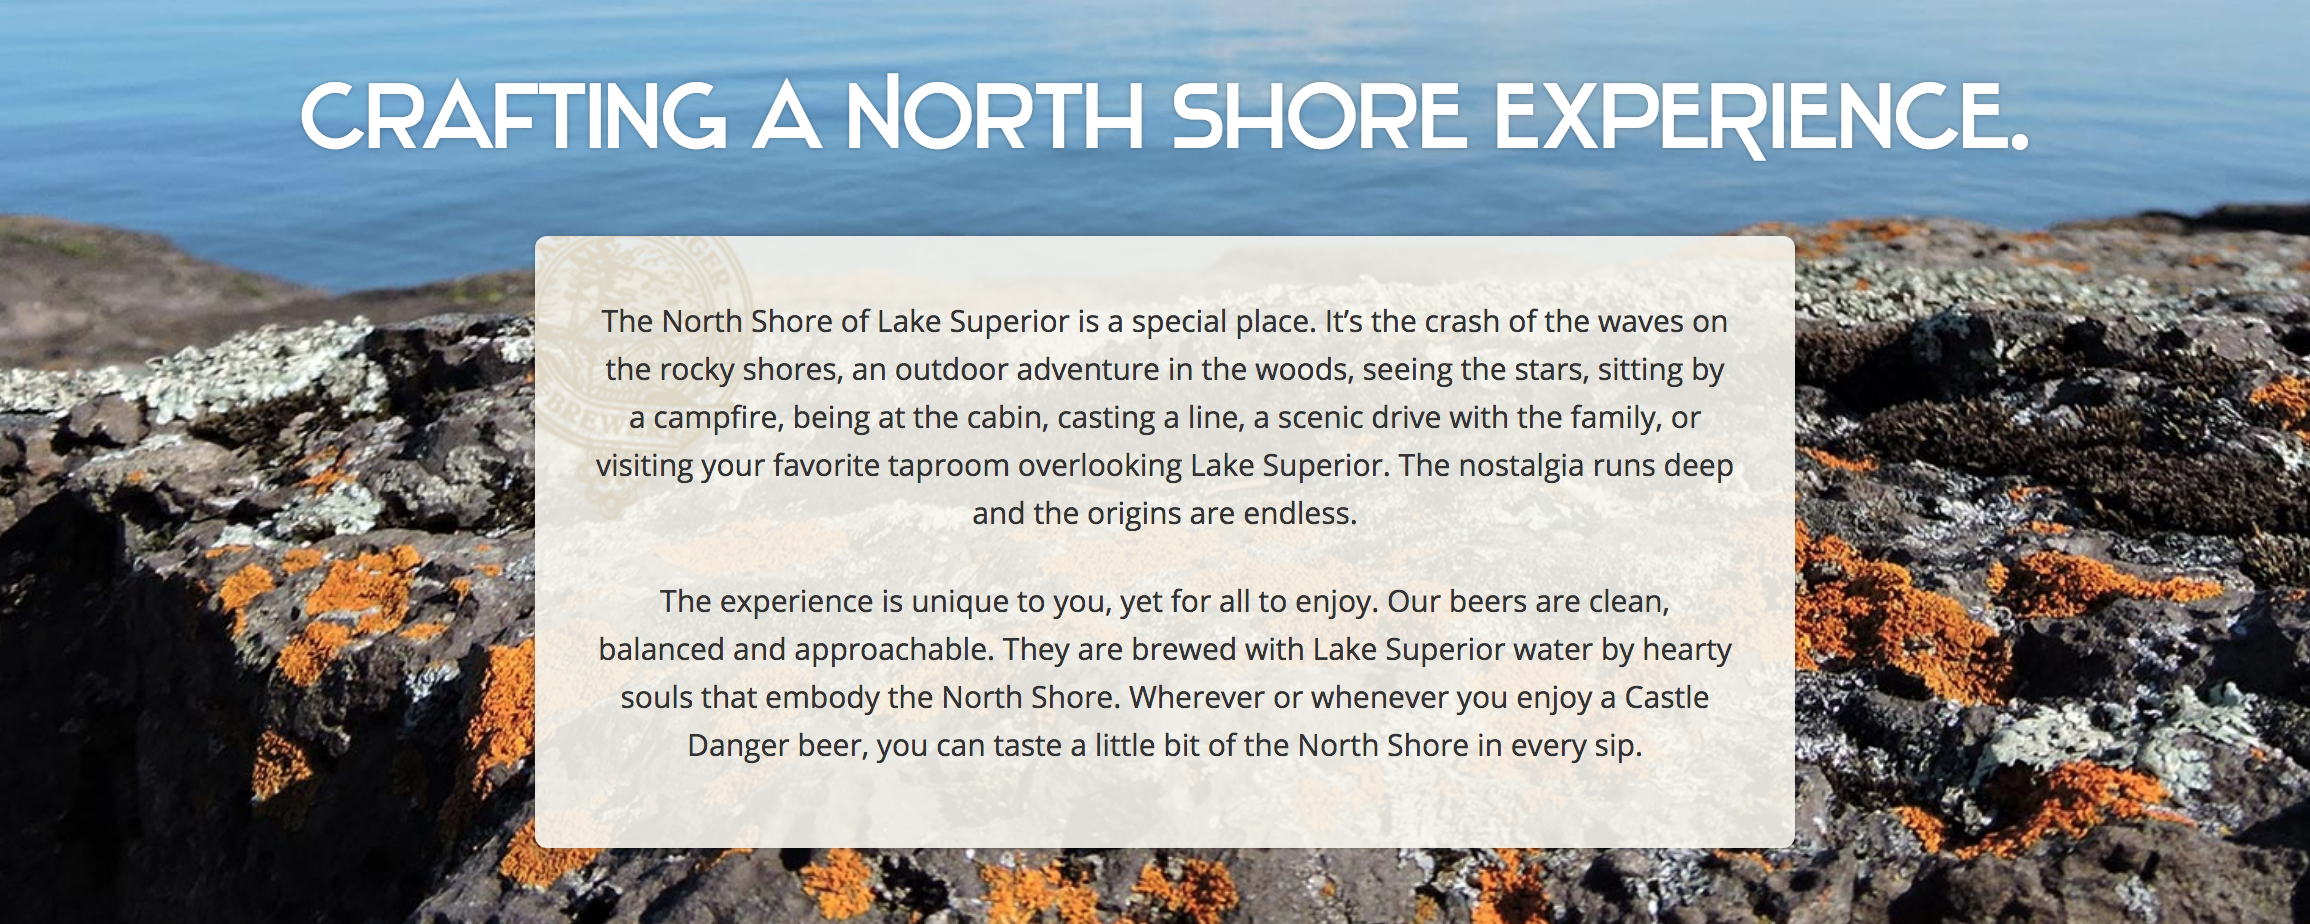 CRAFTING A NORTH SHORE EXPERIENCE.
The North Shore of Lake Superior is a special place. It’s the crash of the waves on
the rocky shores, an outdoor adventure in the woods, seeing the stars, sitting by
a campfire, being at the cabin, casting a line, a scenic drive with the family, or
visiting your favorite taproom overlooking Lake Superior. The nostalgia runs deep
and the origins are endless.
The experience is unique to you, yet for all to enjoy. Our beers are clean,
balanced and approachable. They are brewed with Lake Superior water by hearty
souls that embody the North Shore. Wherever or whenever you enjoy a Castle
Danger beer, you can taste a little bit of the North Shore in every sip.